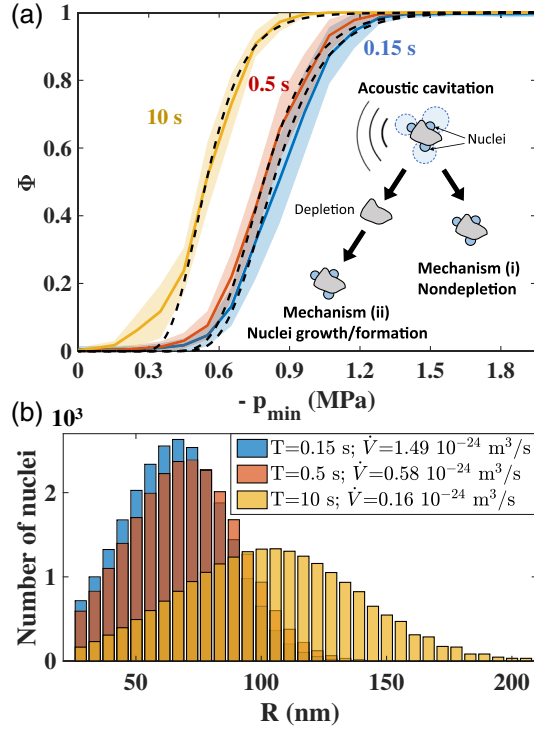 (a)
1
0.8
0.6
0.4
0.2
0
Φ
10 s
0.5 s
0.15 s
Acoustic cavitation
Nuclei
Depletion
Mechanism (i)
Nondepletion
Mechanism (ii)
Nuclei growth/formation
0 0.3 0.6 0.9 1.2 1.5 1.8
- p_min (MPa)
(b)
10³
2
1
0
Number of nuclei
T=0.15 s; V̇=1.49 10⁻²⁴ m³/s
T=0.5 s; V̇=0.58 10⁻²⁴ m³/s
T=10 s; V̇=0.16 10⁻²⁴ m³/s
50 100 150 200
R (nm)